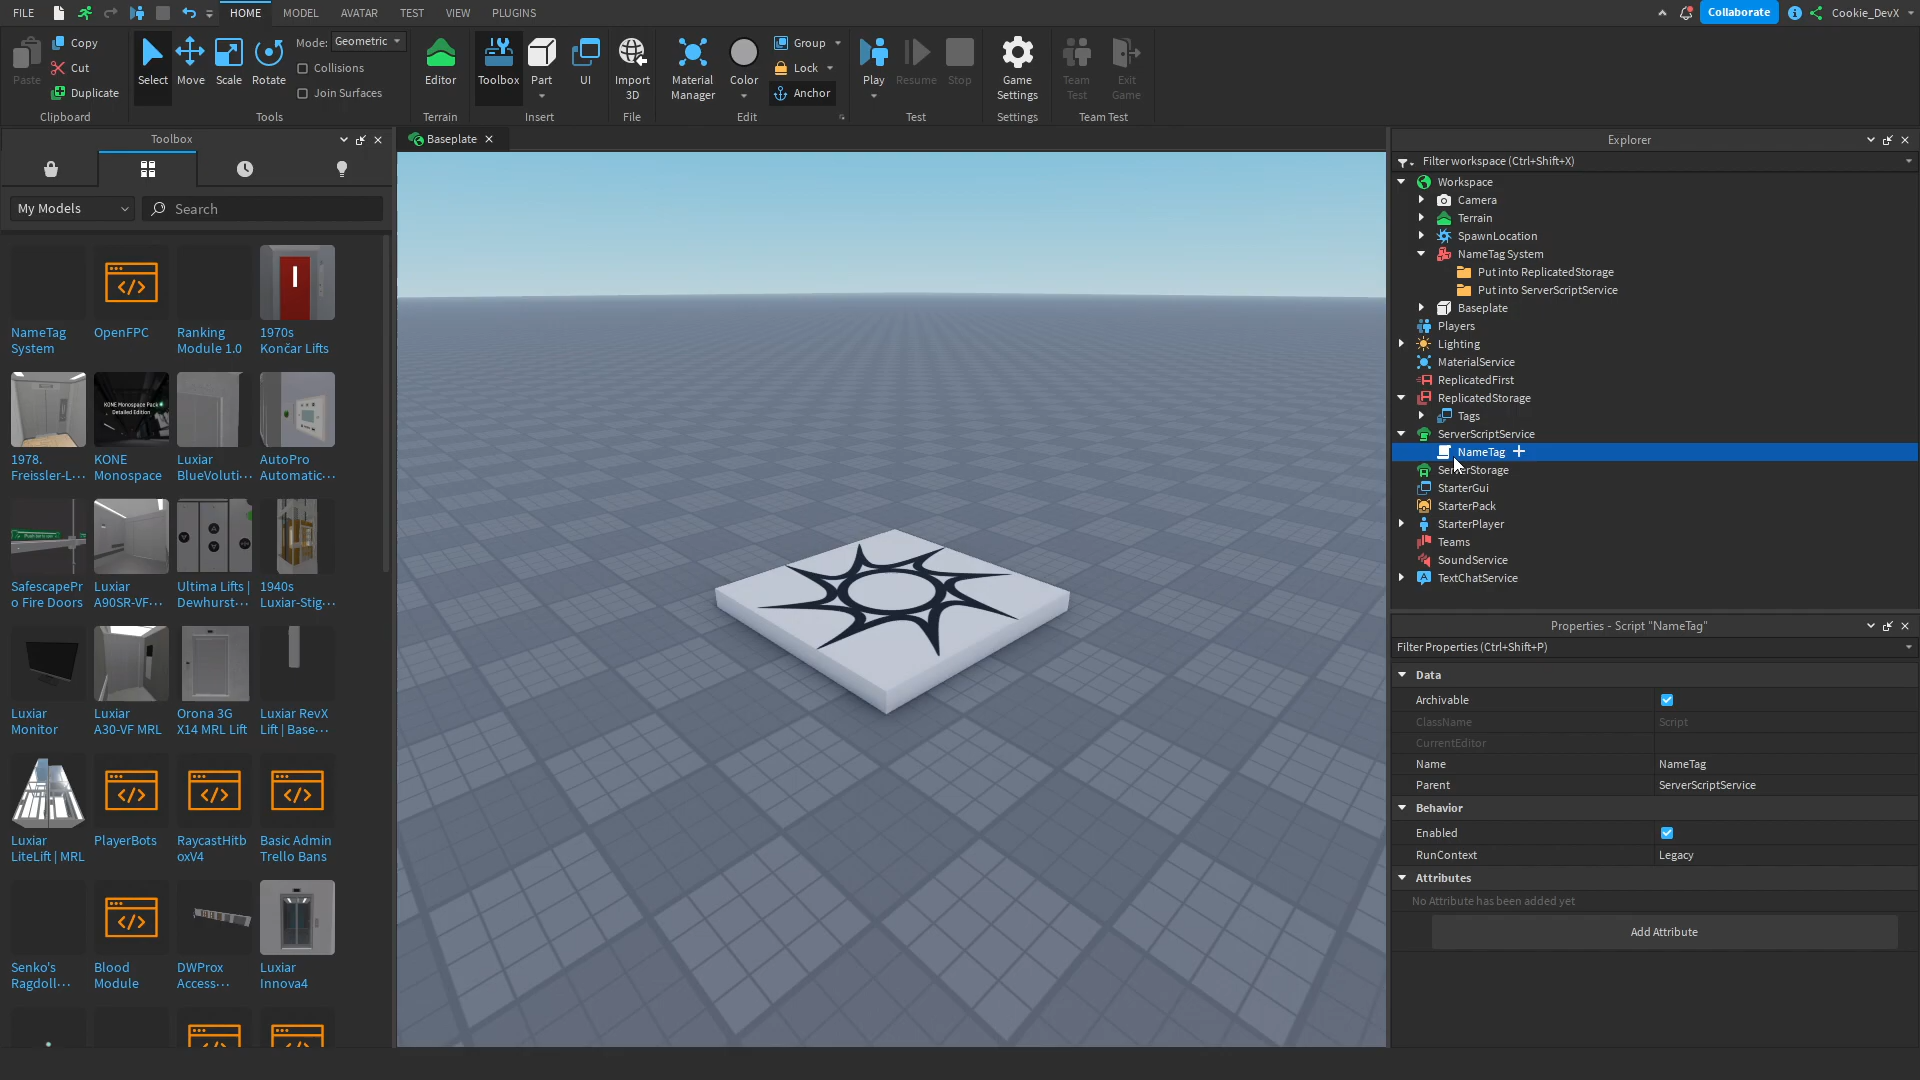 FILE
HOME
MODEL
AVATAR
TEST
VIEW
PLUGINS
Collaborate
Cookie_DevX
Paste
Copy
Cut
Duplicate
Clipboard
Select
Move
Scale
Rotate
Mode: Geometric
Collisions
Join Surfaces
Tools
Editor
Terrain
Toolbox
Part
UI
Insert
Import
3D
File
Material
Manager
Color
Group
Lock
Anchor
Edit
Play
Resume
Stop
Test
Game
Settings
Settings
Team
Test
Exit
Game
Team Test
Toolbox
My Models
Search
NameTag
System
OpenFPC
Ranking
Module 1.0
1970s
Končar Lifts
1978.
Freissler-L···
KONE Monospace Pack
Detailed Edition
KONE
Monospace
Luxiar
BlueVoluti···
AutoPro
Automatic···
SafescapePr
o Fire Doors
Luxiar
A90SR-VF···
Ultima Lifts |
Dewhurst···
1940s
Luxiar-Stig···
Luxiar
Monitor
Luxiar
A30-VF MRL
Orona 3G
X14 MRL Lift
Luxiar RevX
Lift | Base···
Luxiar
LiteLift | MRL
PlayerBots
RaycastHitb
oxV4
Basic Admin
Trello Bans
Senko's
Ragdoll···
Blood
Module
DWProx
Access···
Luxiar
Innova4
Baseplate
Explorer
Filter workspace (Ctrl+Shift+X)
Workspace
Camera
Terrain
SpawnLocation
NameTag System
Put into ReplicatedStorage
Put into ServerScriptService
Baseplate
Players
Lighting
MaterialService
ReplicatedFirst
ReplicatedStorage
Tags
ServerScriptService
NameTag
ServerStorage
StarterGui
StarterPack
StarterPlayer
Teams
SoundService
TextChatService
Properties - Script "NameTag"
Filter Properties (Ctrl+Shift+P)
Data
Archivable
ClassName Script
CurrentEditor
Name NameTag
Parent ServerScriptService
Behavior
Enabled
RunContext Legacy
Attributes
No Attribute has been added yet
Add Attribute